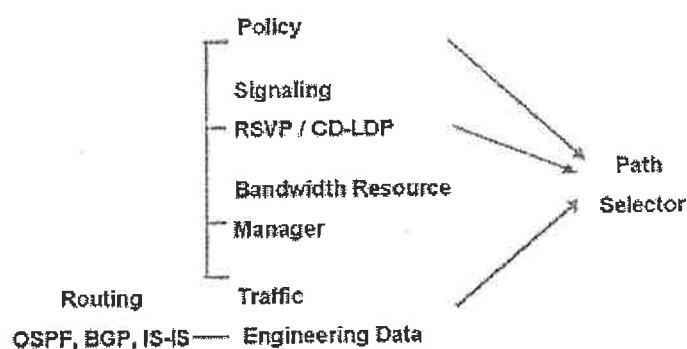 Policy
Signaling
RSVP / CD-LDP
Bandwidth Resource
Manager
Path
Selector
Routing
OSPF, BGP, IS-IS
Traffic
Engineering Data